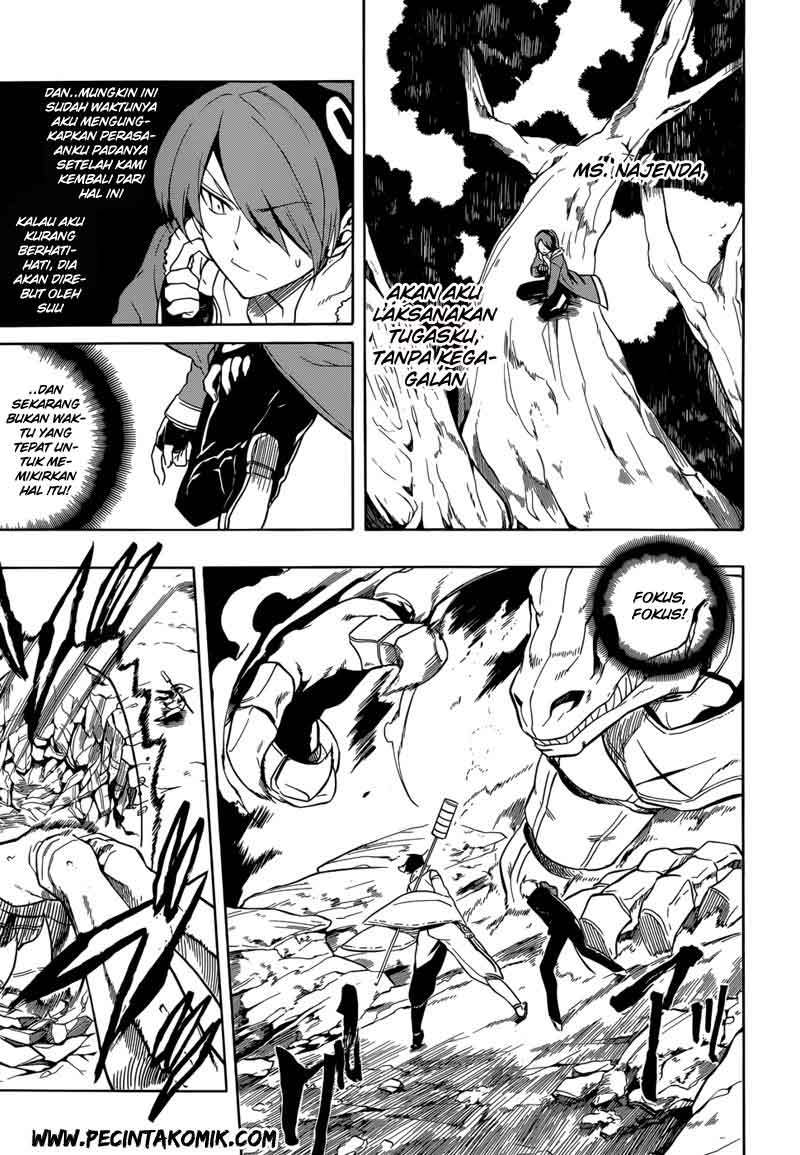 MS. NAJENDA,
AKAN AKU
LAKSANAKAN
TUGASKU,
TANPA KEGA-
GALAN
DAN..MUNGKIN INI
SUDAH WAKTUNYA
AKU MENGUNG-
KAPKAN PERASA-
ANKU PADANYA
SETELAH KAMI
KEMBALI DARI
HAL INI
KALAU AKU
KURANG
BERHATI-
HATI, DIA
AKAN DIRE-
BUT OLEH
SUU
..DAN
SEKARANG
BUKAN WAK-
TU YANG
TEPAT UN-
TUK ME-
MIKIRKAN
HAL ITU!
FOKUS,
FOKUS!
WWW.PECINTAKOMIK.COM